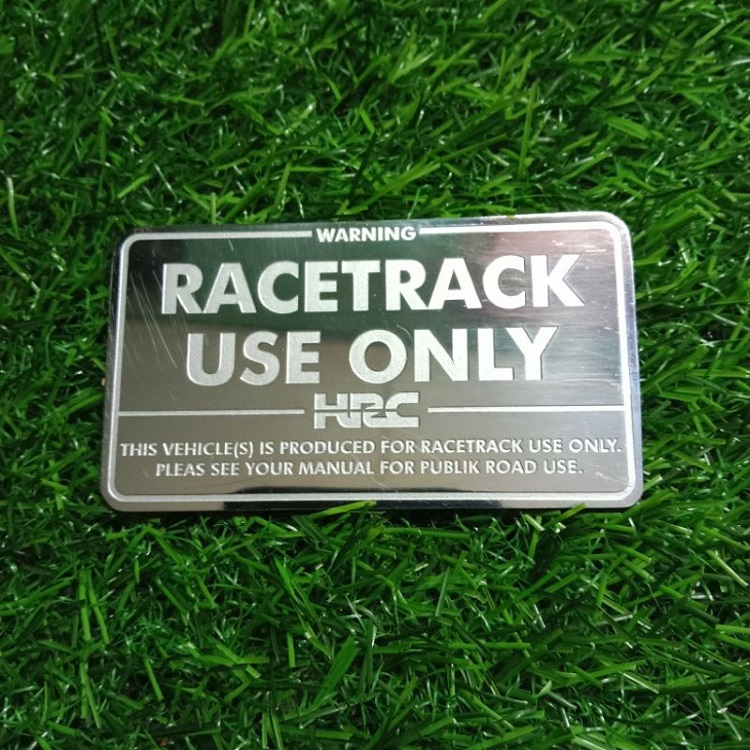 WARNING
RACETRACK
USE ONLY
HRC
THIS VEHICLE(S) IS PRODUCED FOR RACETRACK USE ONLY.
PLEAS SEE YOUR MANUAL FOR PUBLIK ROAD USE.